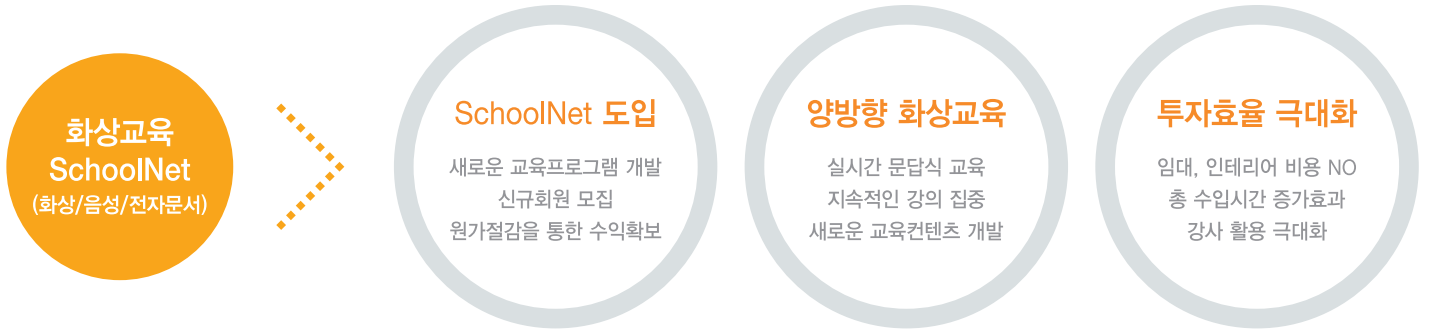 화상교육
SchoolNet
(화상/음성/전자문서)
SchoolNet 도입
새로운 교육프로그램 개발
신규회원 모집
원가절감을 통한 수익확보
양방향 화상교육
실시간 문답식 교육
지속적인 강의 집중
새로운 교육컨텐츠 개발
투자효율 극대화
임대, 인테리어 비용 NO
총 수입시간 증가효과
강사 활용 극대화